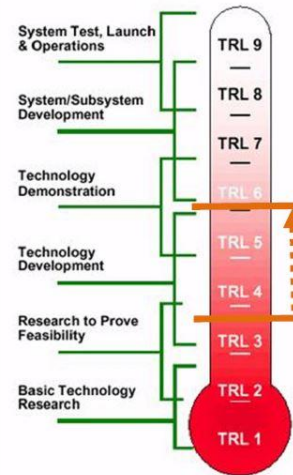 System Test, Launch
& Operations
System/Subsystem
Development
Technology
Demonstration
Technology
Development
Research to Prove
Feasibility
Basic Technology
Research
TRL 9
TRL 8
TRL 7
TRL 6
TRL 5
TRL 4
TRL 3
TRL 2
TRL 1